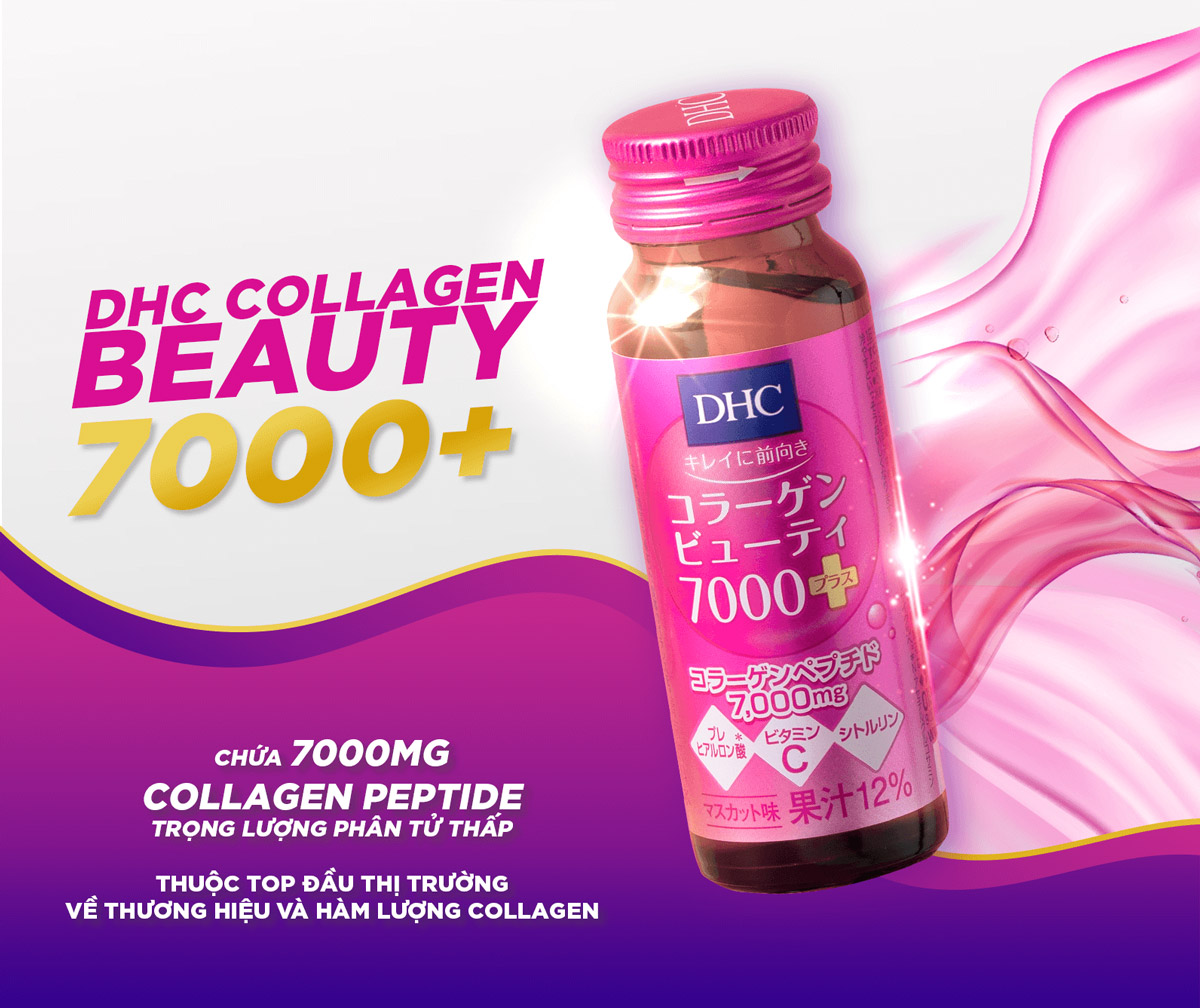 DHC COLLAGEN
BEAUTY
7000+
CHỨA 7000MG
COLLAGEN PEPTIDE
TRỌNG LƯỢNG PHÂN TỬ THẤP
THUỘC TOP ĐẦU THỊ TRƯỜNG
VỀ THƯƠNG HIỆU VÀ HÀM LƯỢNG COLLAGEN
DHC
DHC
キレイに前向き
コラーゲン
ビューティ
7000
プラス
コラーゲンペプチド
7,000mg
プレ
ヒアルロン酸*
ビタミン
C
シトルリン
マスカット味 果汁12%